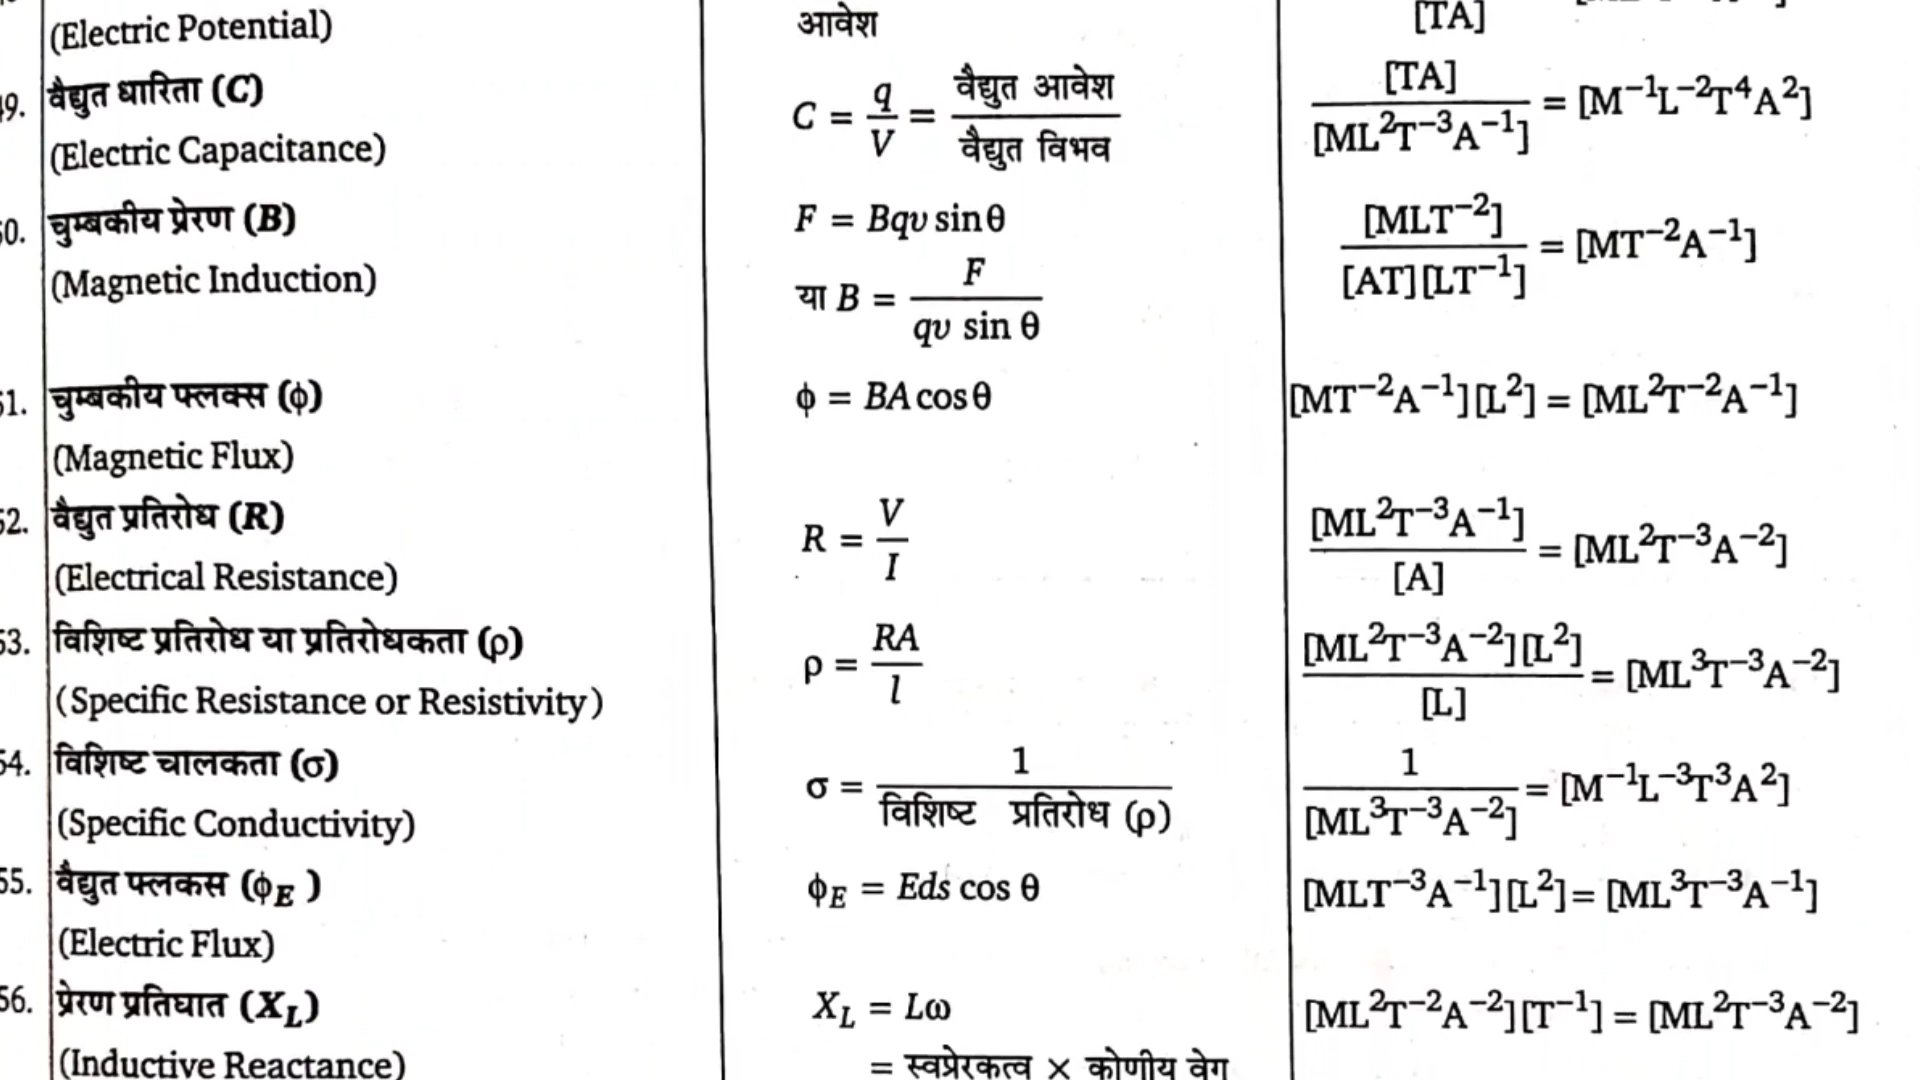 (Electric Potential) आवेश [TA]
49. वैद्युत धारिता (C) C = q/V = वैद्युत आवेश/वैद्युत विभव [TA]/[ML²T⁻³A⁻¹] = [M⁻¹L⁻²T⁴A²]
(Electric Capacitance)
50. चुम्बकीय प्रेरण (B) F = Bqv sin θ [MLT⁻²]/[AT][LT⁻¹] = [MT⁻²A⁻¹]
(Magnetic Induction) या B = F/qv sin θ
51. चुम्बकीय फ्लक्स (ϕ) ϕ = BA cos θ [MT⁻²A⁻¹][L²] = [ML²T⁻²A⁻¹]
(Magnetic Flux)
52. वैद्युत प्रतिरोध (R) R = V/I [ML²T⁻³A⁻¹]/[A] = [ML²T⁻³A⁻²]
(Electrical Resistance)
53. विशिष्ट प्रतिरोध या प्रतिरोधकता (ρ) ρ = RA/l [ML²T⁻³A⁻²][L²]/[L] = [ML³T⁻³A⁻²]
(Specific Resistance or Resistivity)
54. विशिष्ट चालकता (σ) σ = 1/विशिष्ट प्रतिरोध (ρ) 1/[ML³T⁻³A⁻²] = [M⁻¹L⁻³T³A²]
(Specific Conductivity)
55. वैद्युत फ्लकस (ϕE) ϕE = Eds cos θ [MLT⁻³A⁻¹][L²] = [ML³T⁻³A⁻¹]
(Electric Flux)
56. प्रेरण प्रतिघात (XL) XL = Lω [ML²T⁻²A⁻²][T⁻¹] = [ML²T⁻³A⁻²]
(Inductive Reactance) = स्वप्रेरकत्व × कोणीय वेग